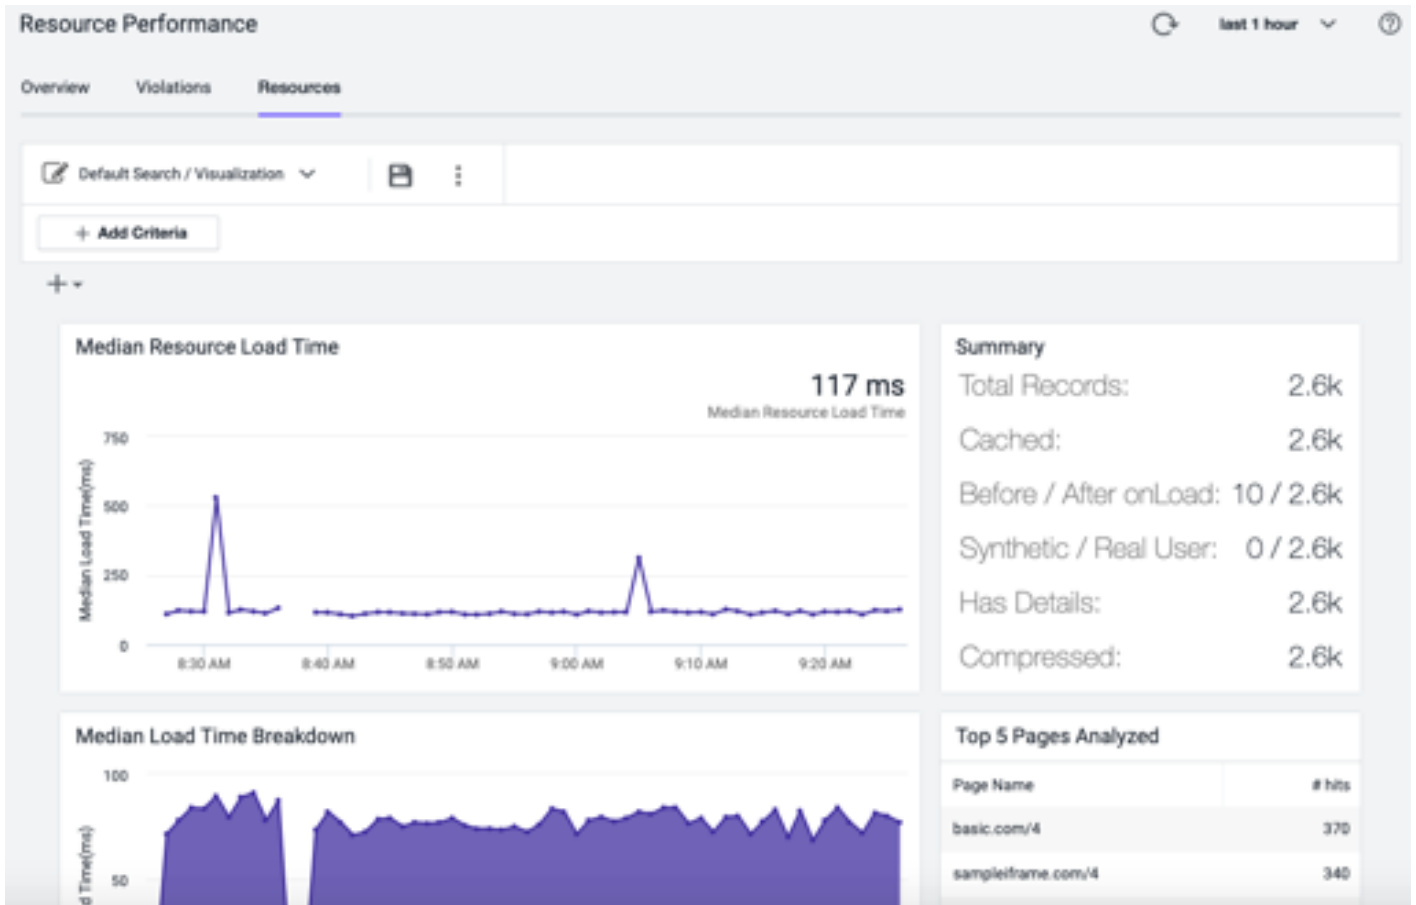 Resource Performance
last 1 hour
Overview Violations Resources
Default Search / Visualization
+ Add Criteria
Median Resource Load Time
117 ms
Median Resource Load Time
Median Load Time(ms)
750
500
250
0
8:30 AM 8:40 AM 8:50 AM 9:00 AM 9:10 AM 9:20 AM
Summary
Total Records: 2.6k
Cached: 2.6k
Before / After onLoad: 10 / 2.6k
Synthetic / Real User: 0 / 2.6k
Has Details: 2.6k
Compressed: 2.6k
Median Load Time Breakdown
100
50
d Time(ms)
Top 5 Pages Analyzed
Page Name # hits
basic.com/4 370
sampleiframe.com/4 340